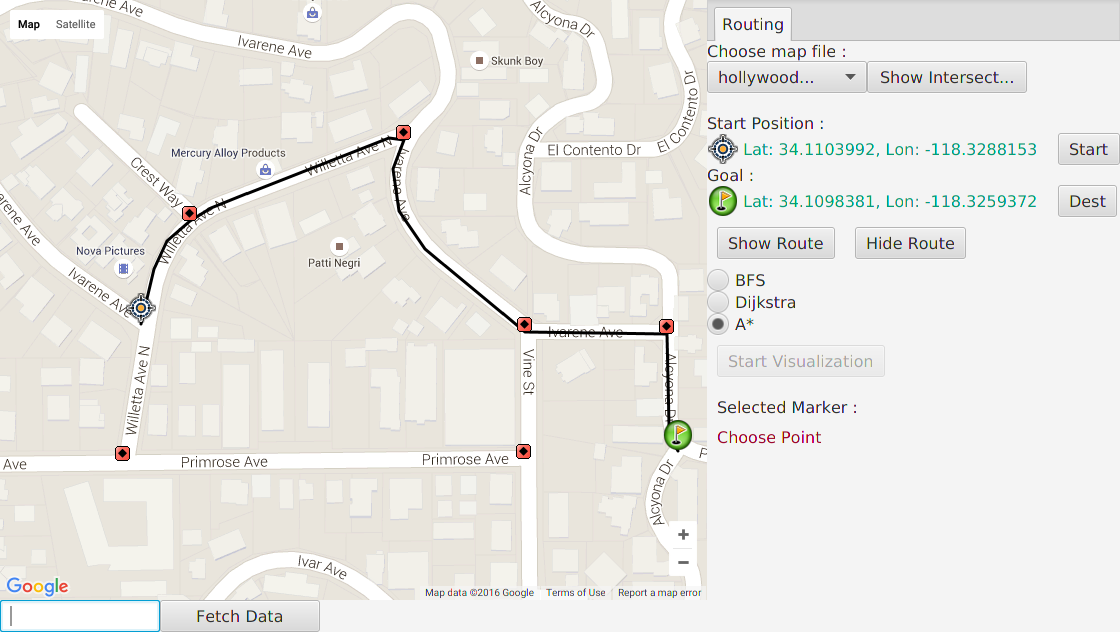 Map Satellite
Ivarene Ave
Alcyona Dr
Skunk Boy
El Contento Dr
Alcyona Dr
El Contento Dr
Mercury Alloy Products
Willetta Ave N
Ivarene Ave
Crest Way
Willetta Ave N
Nova Pictures
Patti Negri
Ivarene Ave
Ivarene Ave
Vine St
Alcyona Dr
Willetta Ave N
Ave
Primrose Ave
Primrose Ave
P
Alcyona Dr
Ivar Ave
+
−
Google
Map data ©2016 Google Terms of Use Report a map error
Fetch Data
Routing
Choose map file :
hollywood...
Show Intersect...
Start Position :
Lat: 34.1103992, Lon: -118.3288153
Start
Goal :
Lat: 34.1098381, Lon: -118.3259372
Dest
Show Route
Hide Route
BFS
Dijkstra
A*
Start Visualization
Selected Marker :
Choose Point